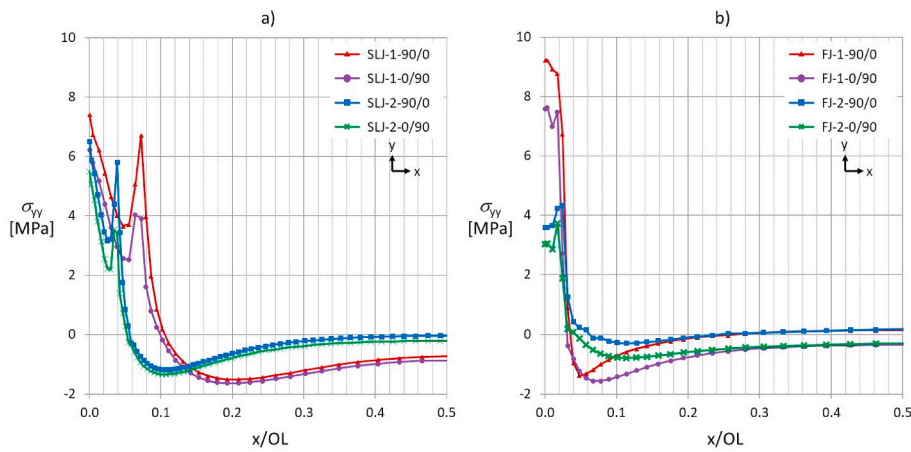 a)
10
8
6
4
2
0
-2
σyy
[MPa]
SLJ-1-90/0
SLJ-1-0/90
SLJ-2-90/0
SLJ-2-0/90
y
x
0.0 0.1 0.2 0.3 0.4 0.5
x/OL
b)
10
8
6
4
2
0
-2
σyy
[MPa]
FJ-1-90/0
FJ-1-0/90
FJ-2-90/0
FJ-2-0/90
y
x
0.0 0.1 0.2 0.3 0.4 0.5
x/OL